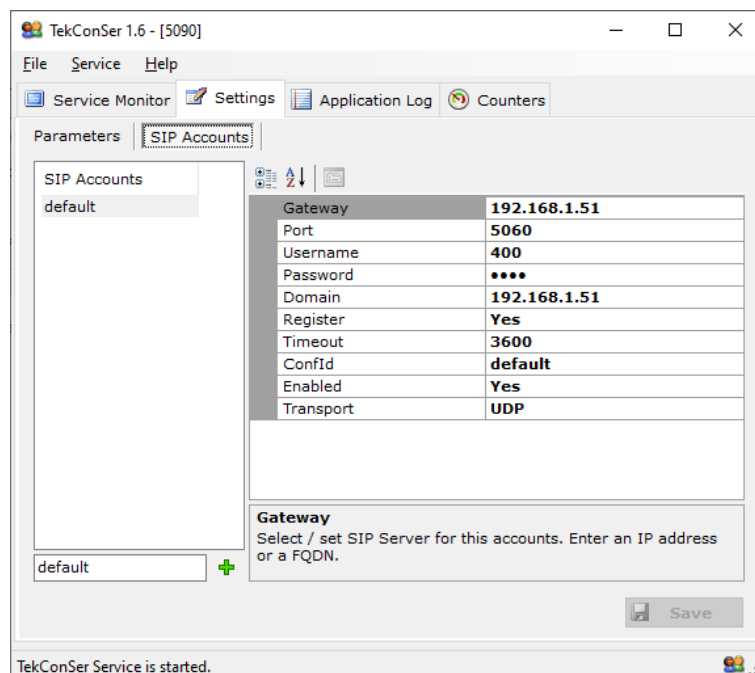 TekConSer 1.6 - [5090]
File Service Help
Service Monitor Settings Application Log Counters
Parameters SIP Accounts
SIP Accounts
default
Gateway 192.168.1.51
Port 5060
Username 400
Password ••••
Domain 192.168.1.51
Register Yes
Timeout 3600
ConfId default
Enabled Yes
Transport UDP
Gateway
Select / set SIP Server for this accounts. Enter an IP address
or a FQDN.
default
Save
TekConSer Service is started.